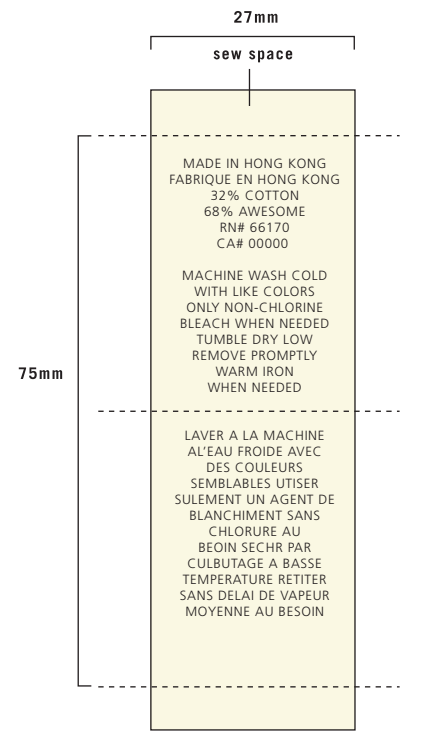 27mm
sew space
MADE IN HONG KONG
FABRIQUE EN HONG KONG
32% COTTON
68% AWESOME
RN# 66170
CA# 00000
MACHINE WASH COLD
WITH LIKE COLORS
ONLY NON-CHLORINE
BLEACH WHEN NEEDED
TUMBLE DRY LOW
REMOVE PROMPTLY
WARM IRON
WHEN NEEDED
75mm
LAVER A LA MACHINE
AL'EAU FROIDE AVEC
DES COULEURS
SEMBLABLES UTISER
SULEMENT UN AGENT DE
BLANCHIMENT SANS
CHLORURE AU
BEOIN SECHR PAR
CULBUTAGE A BASSE
TEMPERATURE RETITER
SANS DELAI DE VAPEUR
MOYENNE AU BESOIN